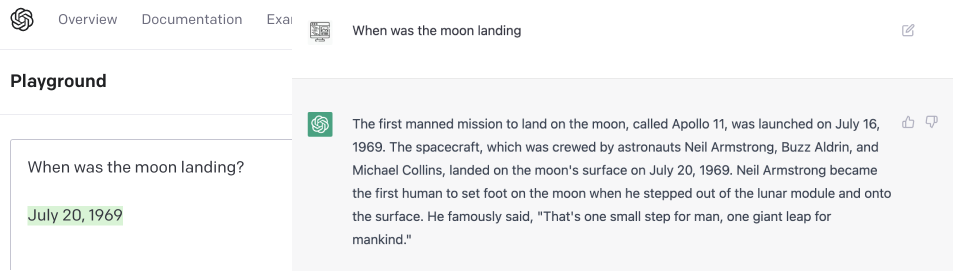 Overview Documentation Exa
Playground
When was the moon landing?
July 20, 1969
When was the moon landing
The first manned mission to land on the moon, called Apollo 11, was launched on July 16,
1969. The spacecraft, which was crewed by astronauts Neil Armstrong, Buzz Aldrin, and
Michael Collins, landed on the moon's surface on July 20, 1969. Neil Armstrong became
the first human to set foot on the moon when he stepped out of the lunar module and onto
the surface. He famously said, "That's one small step for man, one giant leap for
mankind."